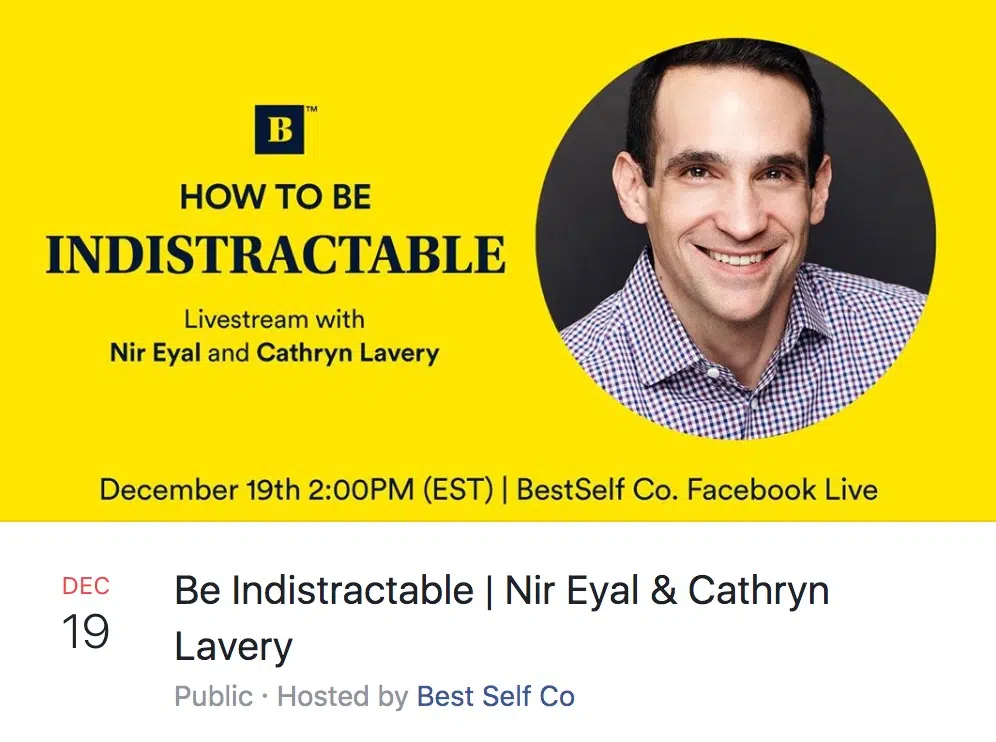 B™
HOW TO BE
INDISTRACTABLE
Livestream with
Nir Eyal and Cathryn Lavery
December 19th 2:00PM (EST) | BestSelf Co. Facebook Live
DEC
19
Be Indistractable | Nir Eyal & Cathryn
Lavery
Public · Hosted by Best Self Co